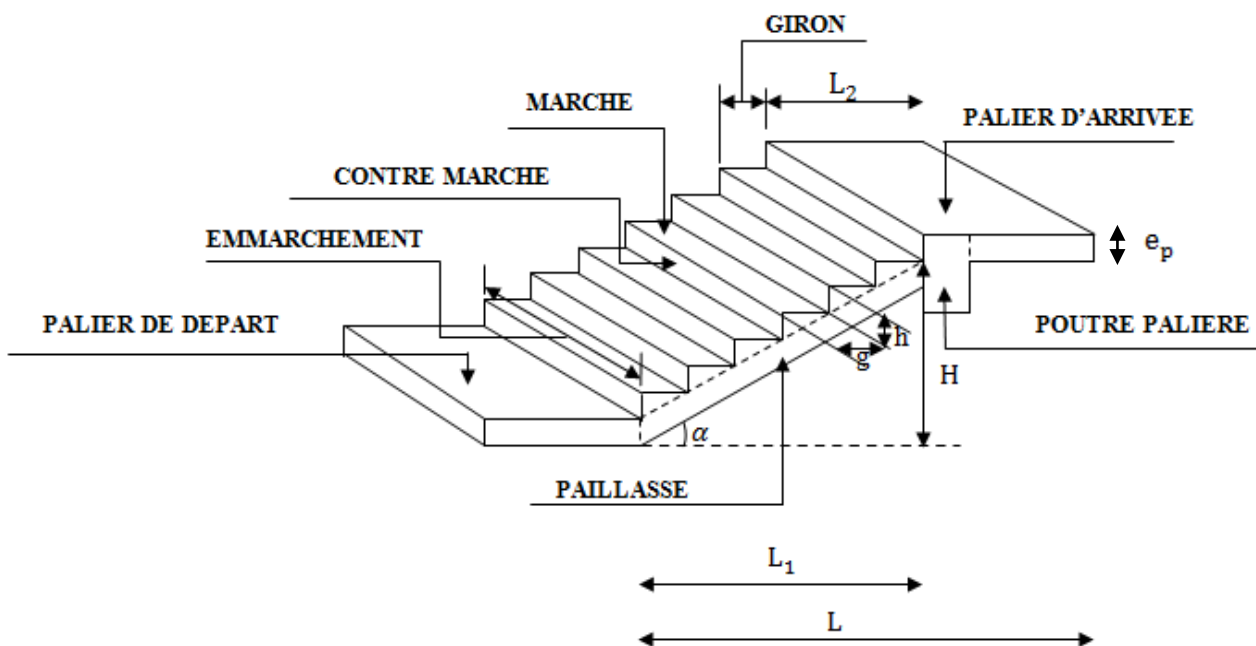 GIRON
L₂
MARCHE
PALIER D'ARRIVEE
CONTRE MARCHE
EMMARCHEMENT
eₚ
PALIER DE DEPART
POUTRE PALIERE
h
g
H
α
PAILLASSE
L₁
L